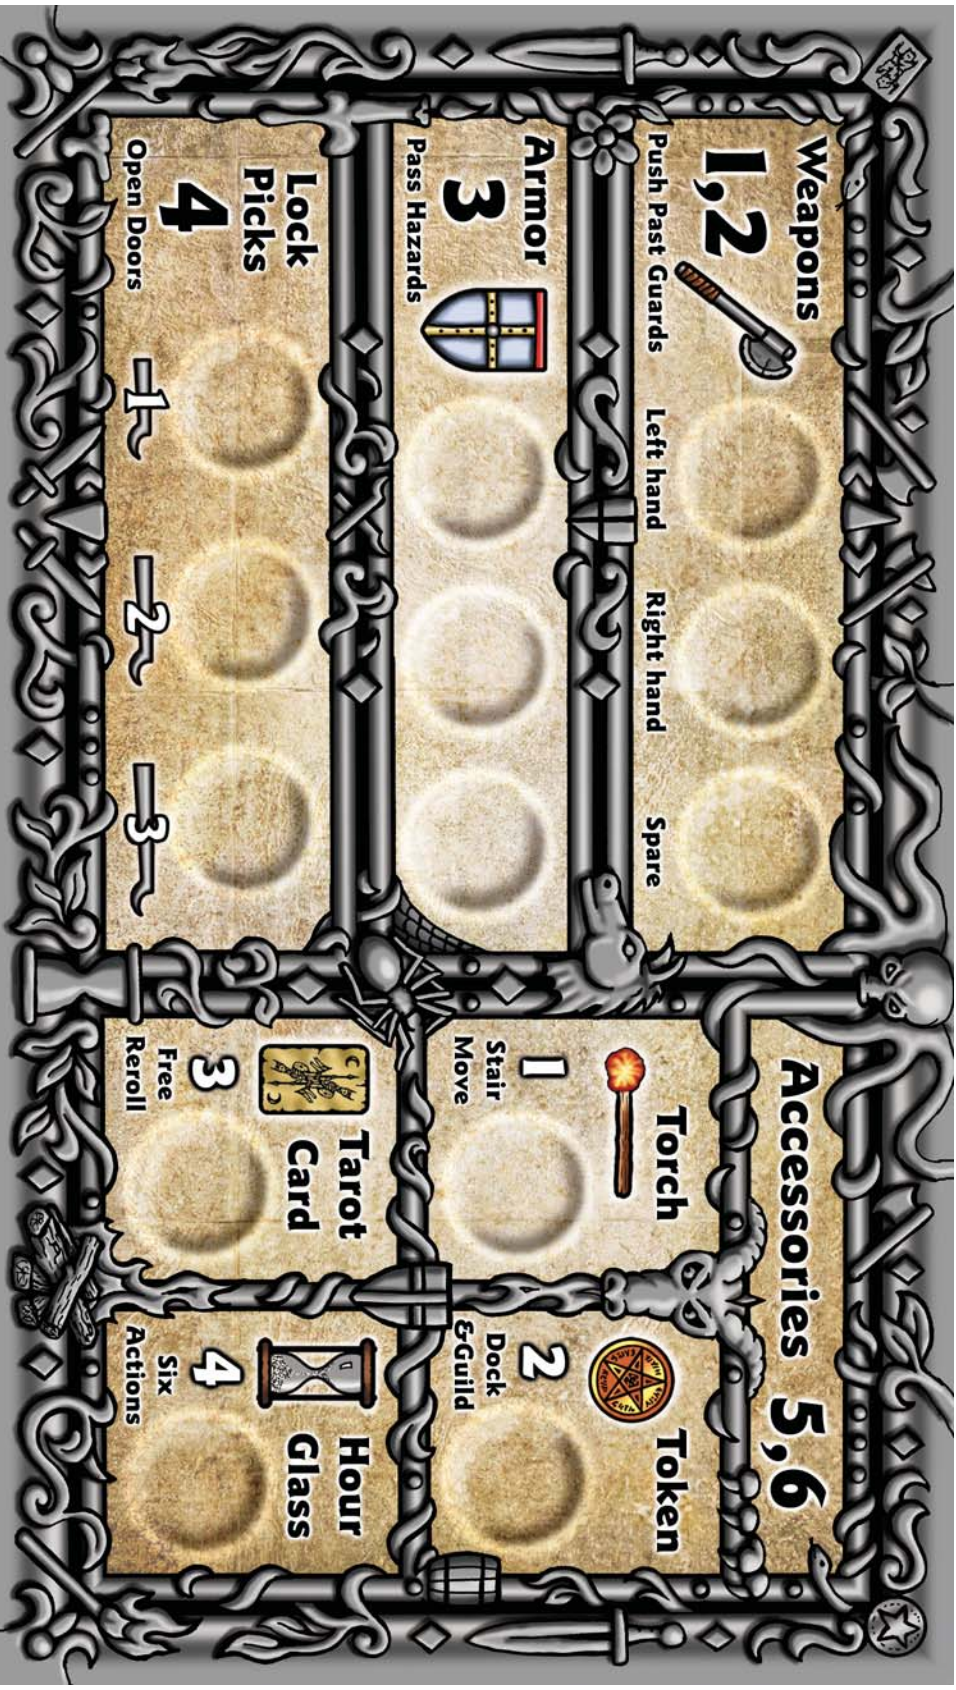 Weapons
1,2
Push Past Guards
Left hand
Right hand
Spare
Armor
3
Pass Hazards
Lock
Picks
4
Open Doors
1
2
3
Accessories 5,6
Torch
1
Stair
Move
Token
2
Dock
&Guild
Tarot
Card
3
Free
Reroll
Hour
Glass
4
Six
Actions